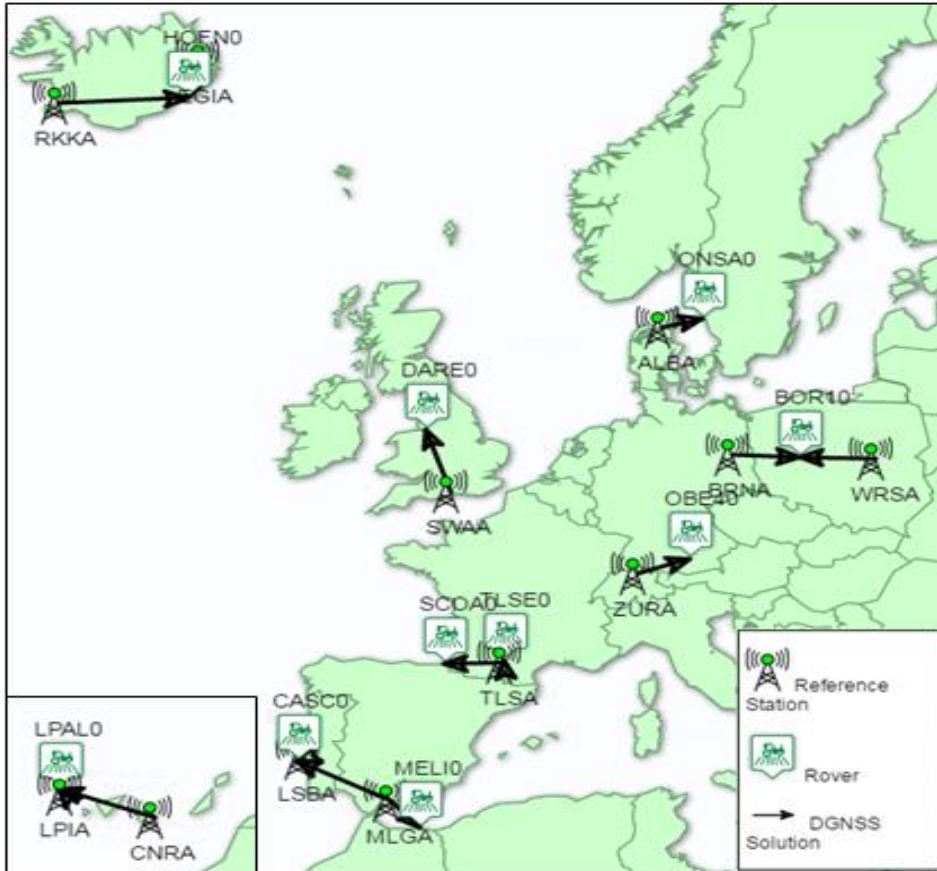 HOFN0
EGIA
RKKA
ONSA0
ALBA
DARE0
BOR10
BRNA
WRSA
SWAA
OBE40
ZURA
SCOA0
TLSE0
TLSA
CASC0
LSBA
MELI0
MLGA
LPAL0
LPIA
CNRA
Reference
Station
Rover
DGNSS
Solution